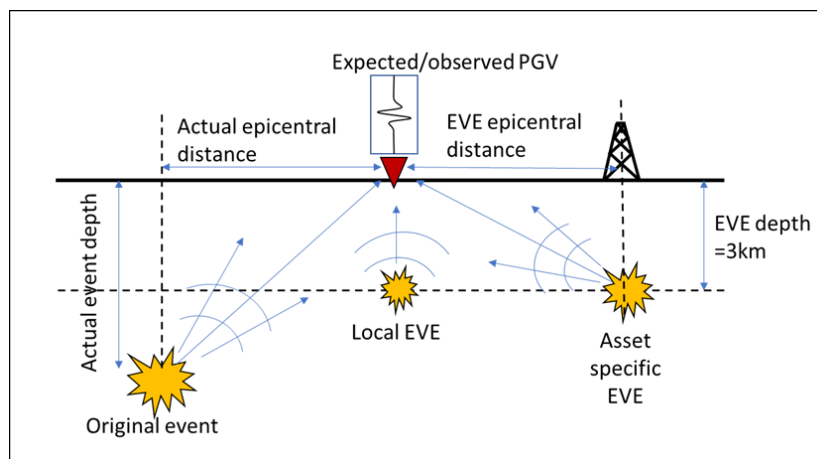 Expected/observed PGV
Actual epicentral
distance
EVE epicentral
distance
Actual event depth
EVE depth
=3km
Local EVE
Asset
specific
EVE
Original event